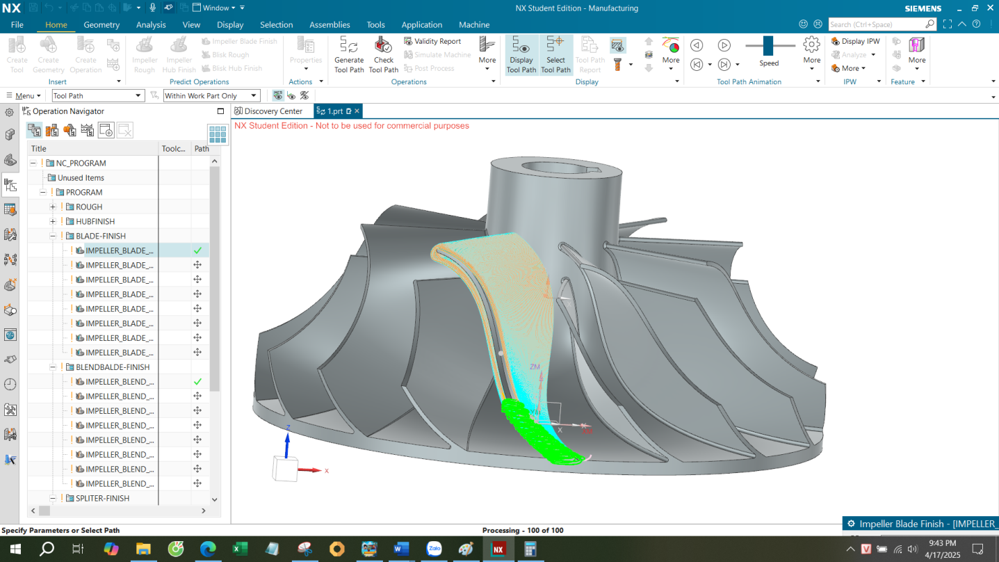 NX
Window
NX Student Edition - Manufacturing
SIEMENS
File Home Geometry Analysis View Display Selection Assemblies Tools Application Machine
Search (Ctrl+Space)
Create Tool
Create Geometry
Create Operation
Insert
Impeller Rough
Impeller Hub Finish
Impeller Blade Finish
Blisk Rough
Blisk Hub Finish
Predict Operations
Properties
Actions
Generate Tool Path
Check Tool Path
Validity Report
Simulate Machine
Post Process
More
Operations
Display Tool Path
Select Tool Path
Tool Path Report
More
Display
Speed
More
Tool Path Animation
Display IPW
Analyze
More
IPW
More
Feature
Menu
Tool Path
Within Work Part Only
MCS
Operation Navigator
Discovery Center
1.prt
NX Student Edition - Not to be used for commercial purposes
Title Toolc... Path
NC_PROGRAM
Unused Items
PROGRAM
ROUGH
HUBFINISH
BLADE-FINISH
IMPELLER_BLADE_...
IMPELLER_BLADE_...
IMPELLER_BLADE_...
IMPELLER_BLADE_...
IMPELLER_BLADE_...
IMPELLER_BLADE_...
IMPELLER_BLADE_...
IMPELLER_BLADE_...
BLENDBALDE-FINISH
IMPELLER_BLEND_...
IMPELLER_BLEND_...
IMPELLER_BLEND_...
IMPELLER_BLEND_...
IMPELLER_BLEND_...
IMPELLER_BLEND_...
IMPELLER_BLEND_...
IMPELLER_BLEND_...
SPLITER-FINISH
ZM
YM
X
XM
Z
X
Impeller Blade Finish - [IMPELLER_
Specify Parameters or Select Path
Processing - 100 of 100
Zalo
NX
V
9:43 PM
4/17/2025